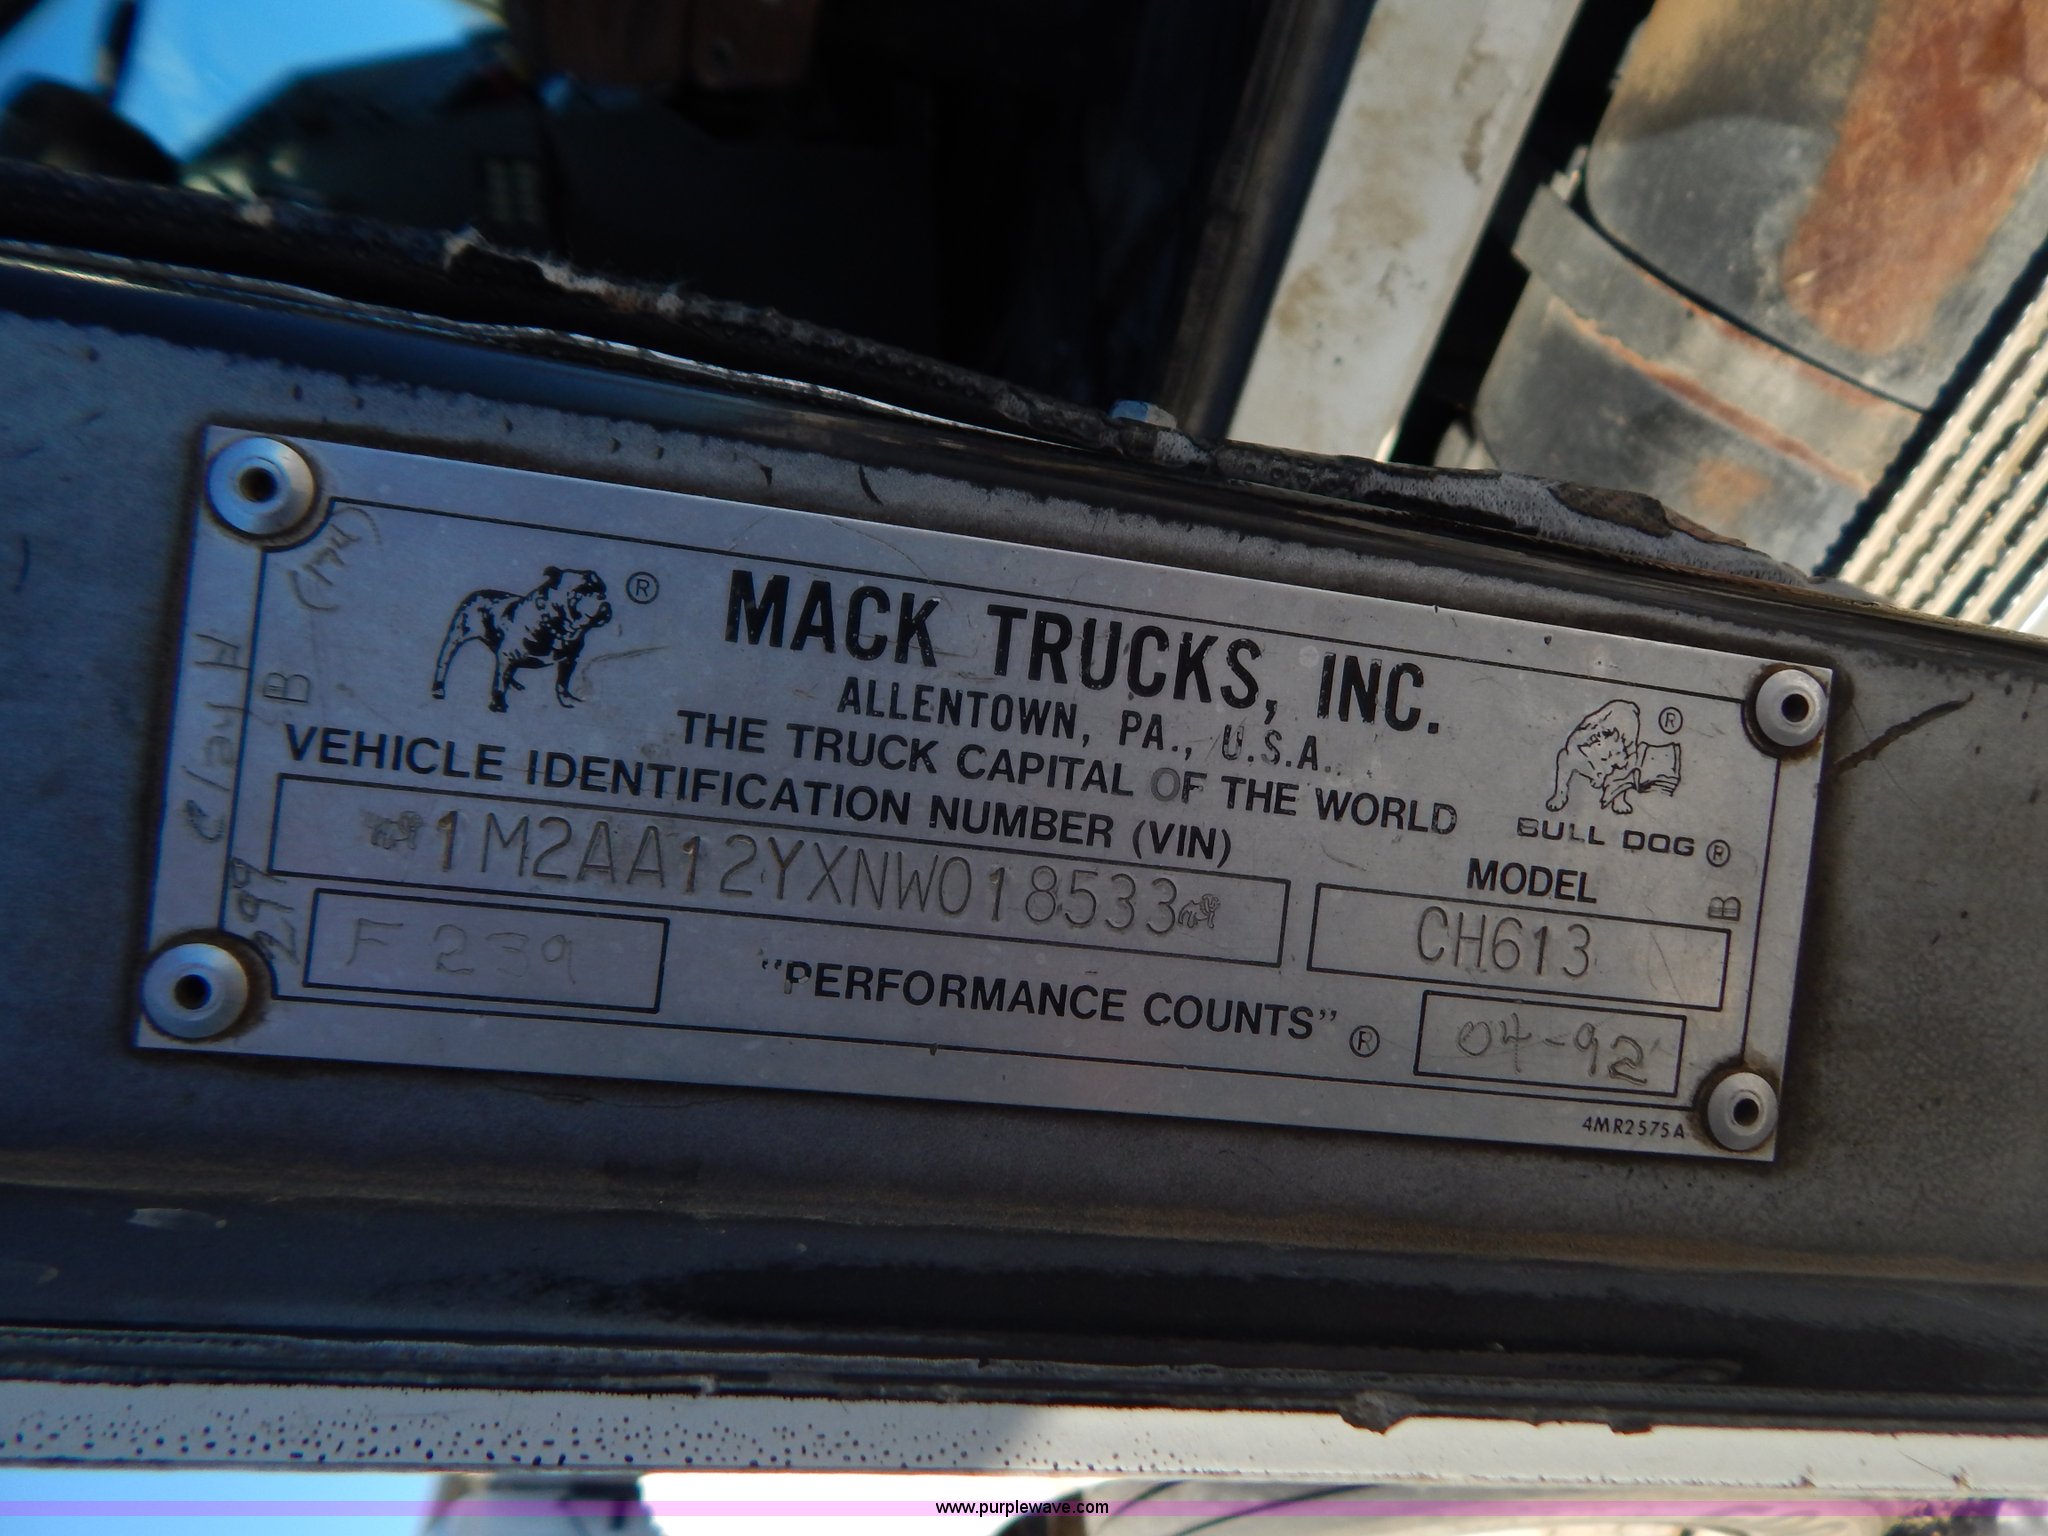 MACK TRUCKS, INC.
ALLENTOWN, PA., U.S.A.
THE TRUCK CAPITAL OF THE WORLD
VEHICLE IDENTIFICATION NUMBER (VIN)
1M2AA12YXNW018533
BULL DOG ®
MODEL
CH613
F 239
"PERFORMANCE COUNTS" ®
04-92
4MR2575A
B
B
299
www.purplewave.com